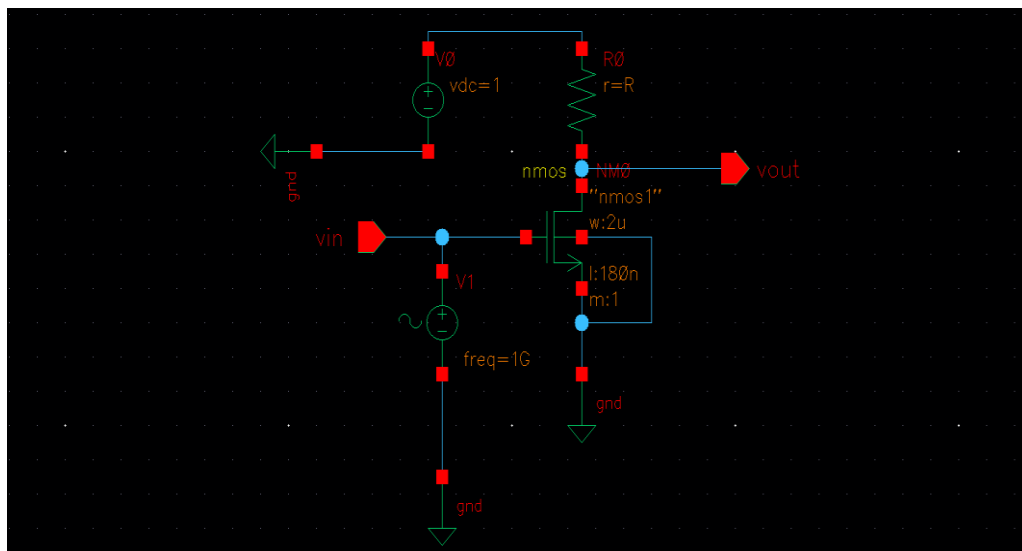 V0
R0
vdc=1
r=R
gnd
nmos
NM0
vout
"nmos1"
w:2u
vin
l:180n
V1
m:1
freq=1G
gnd
gnd